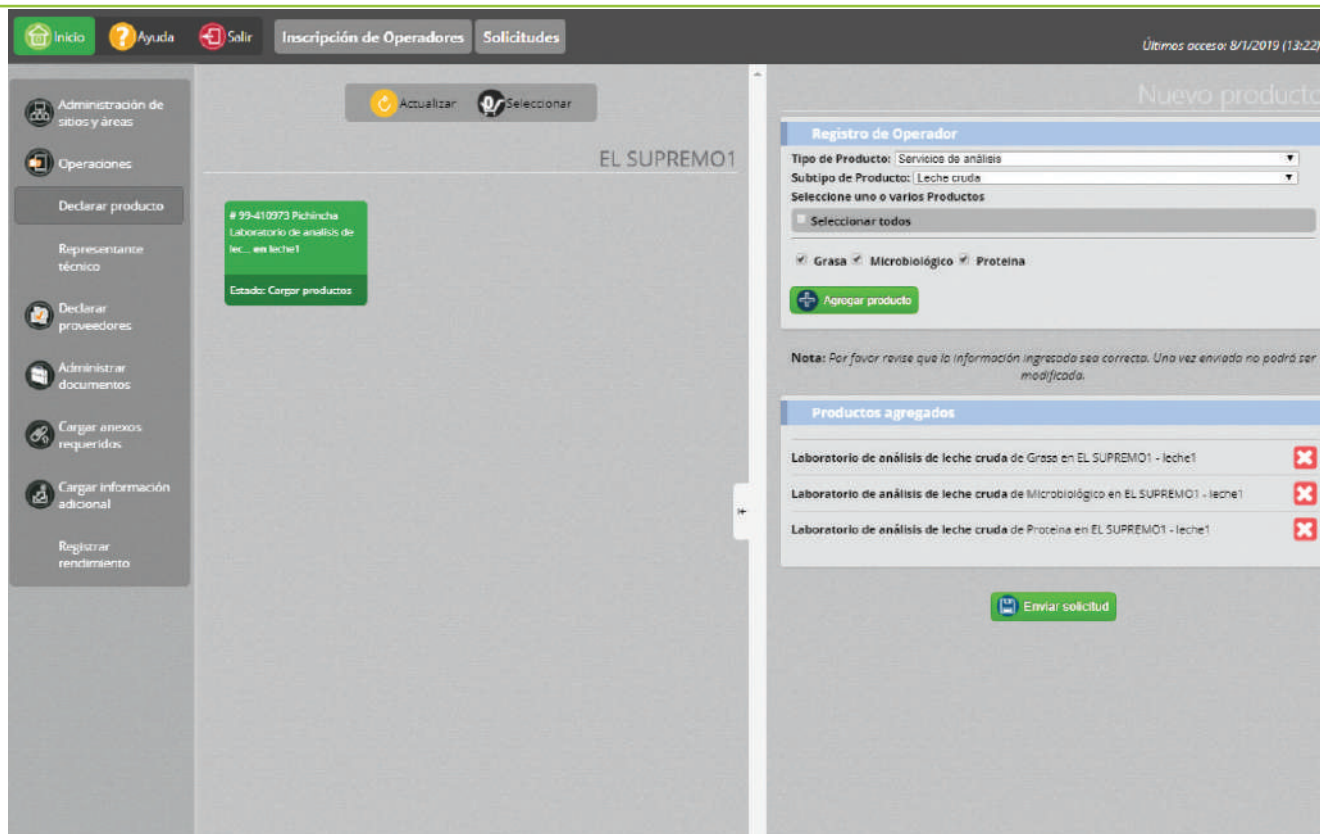 Inicio
Ayuda
Salir
Inscripción de Operadores
Solicitudes
Últimos acceso: 8/1/2019 (13:22)
Administración de
sitios y áreas
Operaciones
Declarar producto
Representante
técnico
Declarar
proveedores
Administrar
documentos
Cargar anexos
requeridos
Cargar información
adicional
Registrar
rendimiento
Actualizar
Seleccionar
EL SUPREMO1
# 99-410973 Pichincha
Laboratorio de analisis de
lec... en leche1
Estado: Cargar productos
Nuevo producto
Registro de Operador
Tipo de Producto: Servicios de análisis
Subtipo de Producto: Leche cruda
Seleccione uno o varios Productos
Seleccionar todos
Grasa Microbiológico Proteina
Agregar producto
Nota: Por favor revise que la información ingresada sea correcta. Una vez enviada no podrá ser
modificada.
Productos agregados
Laboratorio de análisis de leche cruda de Grasa en EL SUPREMO1 - leche1
Laboratorio de análisis de leche cruda de Microbiológico en EL SUPREMO1 - leche1
Laboratorio de análisis de leche cruda de Proteina en EL SUPREMO1 - leche1
Enviar solicitud